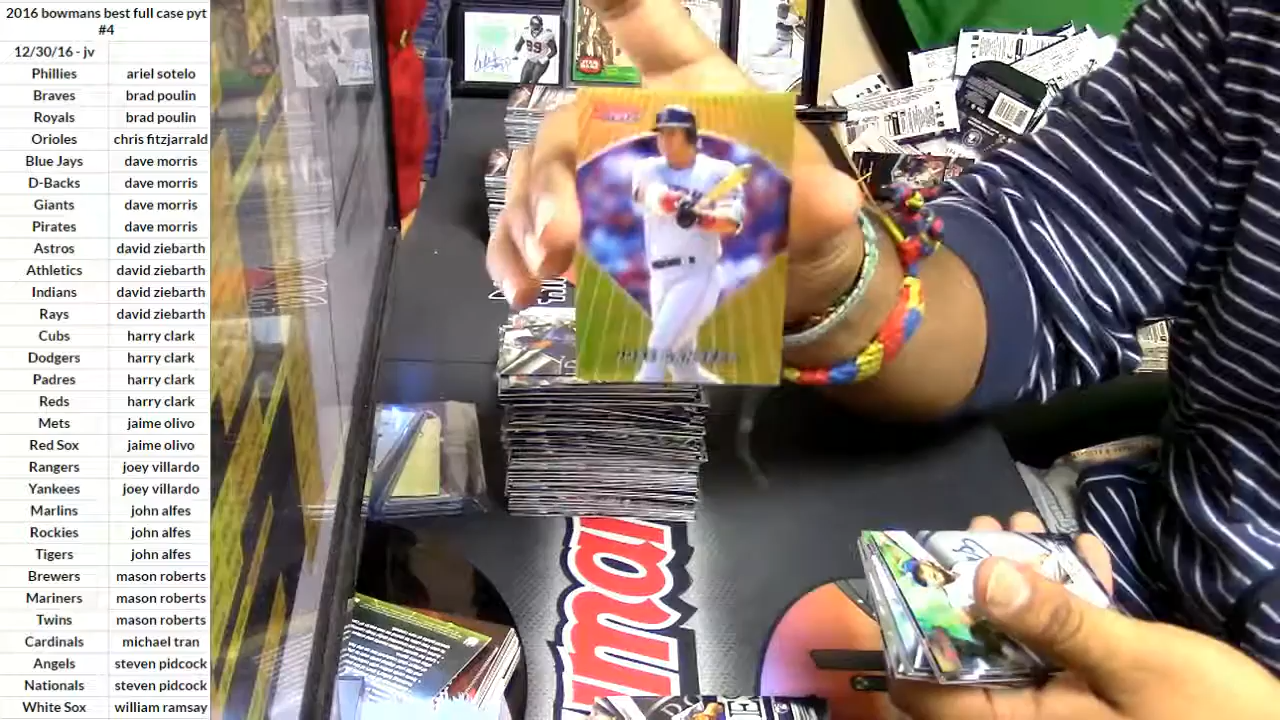 2016 bowmans best full case pyt
#4
12/30/16 - jv
Phillies ariel sotelo
Braves brad poulin
Royals brad poulin
Orioles chris fitzjarrald
Blue Jays dave morris
D-Backs dave morris
Giants dave morris
Pirates dave morris
Astros david ziebarth
Athletics david ziebarth
Indians david ziebarth
Rays david ziebarth
Cubs harry clark
Dodgers harry clark
Padres harry clark
Reds harry clark
Mets jaime olivo
Red Sox jaime olivo
Rangers joey villardo
Yankees joey villardo
Marlins john alfes
Rockies john alfes
Tigers john alfes
Brewers mason roberts
Mariners mason roberts
Twins mason roberts
Cardinals michael tran
Angels steven pidcock
Nationals steven pidcock
White Sox william ramsay
99
STAR WARS